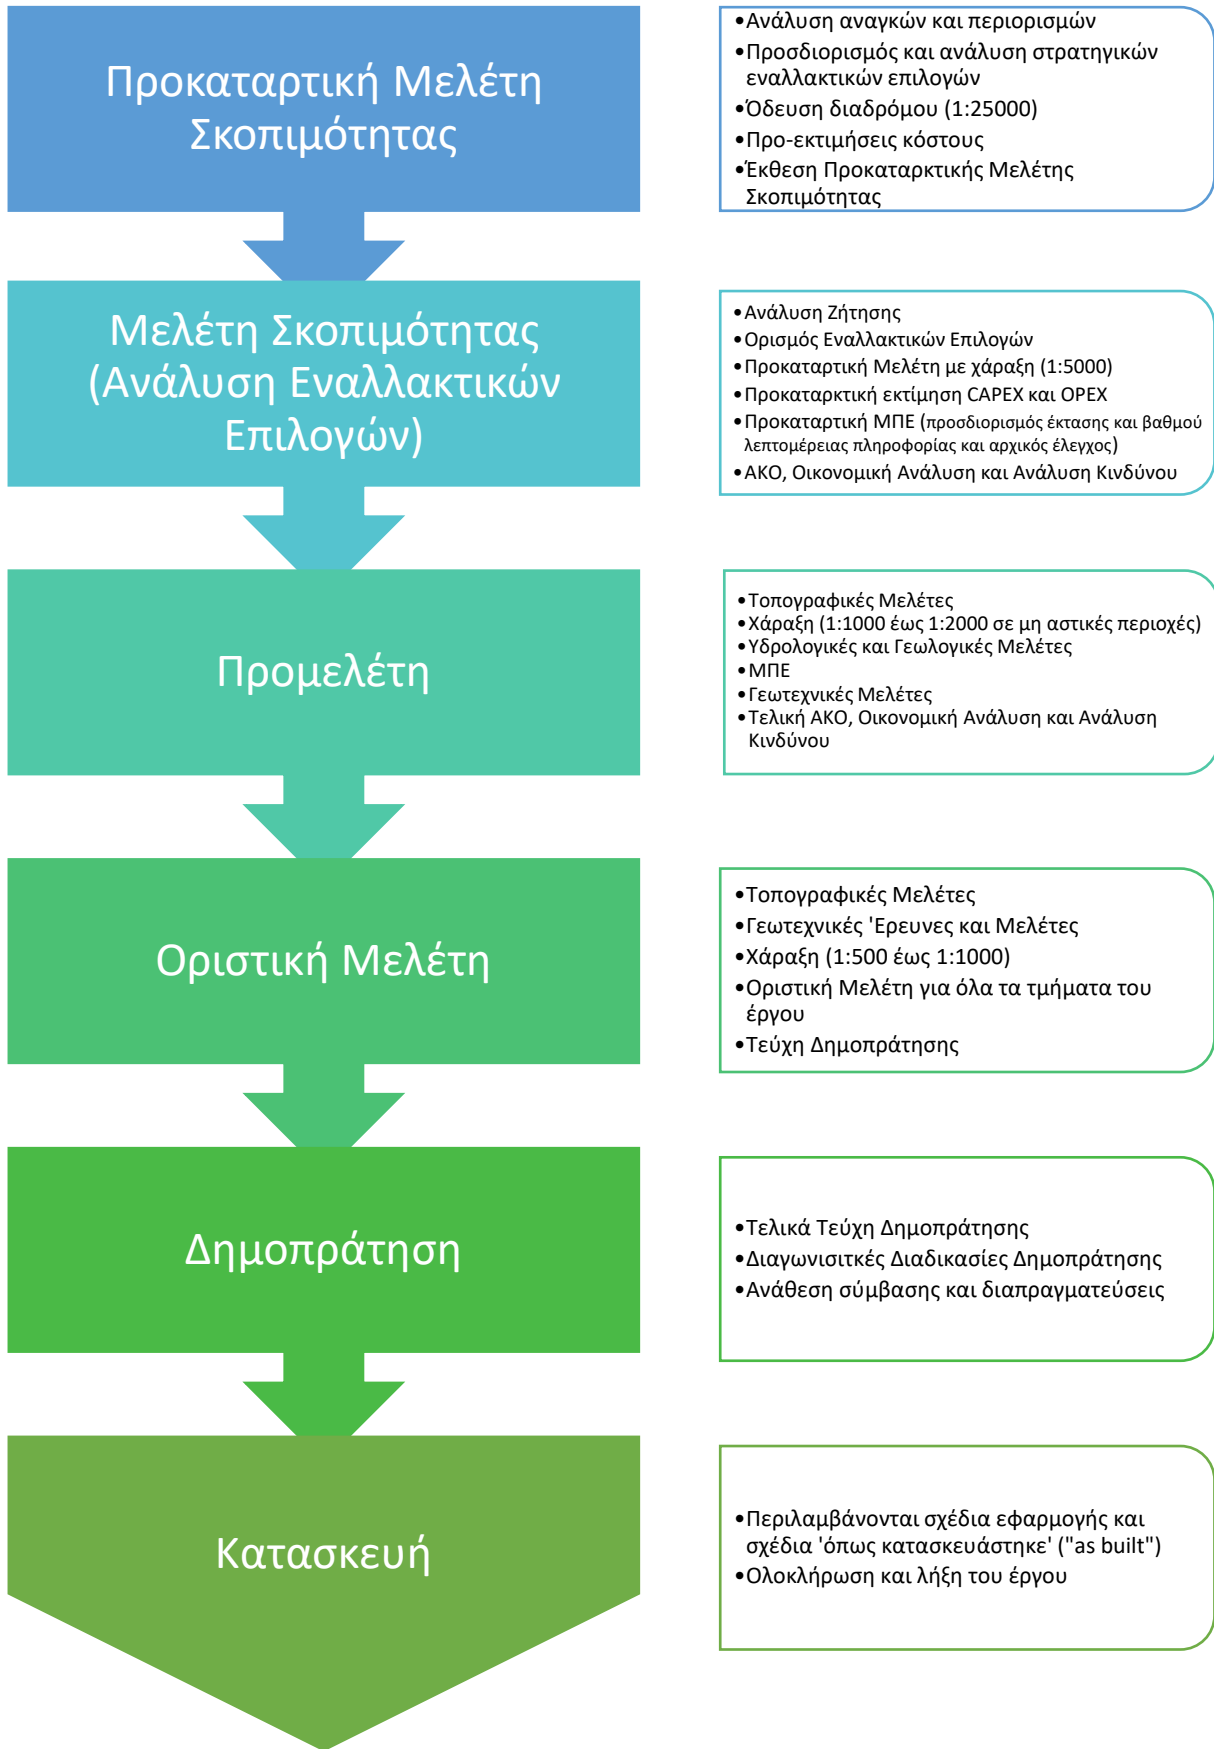 Προκαταρτική Μελέτη
Σκοπιμότητας
•Ανάλυση αναγκών και περιορισμών
•Προσδιορισμός και ανάλυση στρατηγικών
εναλλακτικών επιλογών
•Όδευση διαδρόμου (1:25000)
•Προ-εκτιμήσεις κόστους
•Έκθεση Προκαταρκτικής Μελέτης
Σκοπιμότητας
Μελέτη Σκοπιμότητας
(Ανάλυση Εναλλακτικών
Επιλογών)
•Ανάλυση Ζήτησης
•Ορισμός Εναλλακτικών Επιλογών
•Προκαταρτική Μελέτη με χάραξη (1:5000)
•Προκαταρκτική εκτίμηση CAPEX και OPEX
•Προκαταρτική ΜΠΕ (προσδιορισμός έκτασης και βαθμού
λεπτομέρειας πληροφορίας και αρχικός έλεγχος)
•ΑΚΟ, Οικονομική Ανάλυση και Ανάλυση Κινδύνου
Προμελέτη
•Τοπογραφικές Μελέτες
•Χάραξη (1:1000 έως 1:2000 σε μη αστικές περιοχές)
•Υδρολογικές και Γεωλογικές Μελέτες
•ΜΠΕ
•Γεωτεχνικές Μελέτες
•Τελική ΑΚΟ, Οικονομική Ανάλυση και Ανάλυση
Κινδύνου
Οριστική Μελέτη
•Τοπογραφικές Μελέτες
•Γεωτεχνικές 'Ερευνες και Μελέτες
•Χάραξη (1:500 έως 1:1000)
•Οριστική Μελέτη για όλα τα τμήματα του
έργου
•Τεύχη Δημοπράτησης
Δημοπράτηση
•Τελικά Τεύχη Δημοπράτησης
•Διαγωνισιτκές Διαδικασίες Δημοπράτησης
•Ανάθεση σύμβασης και διαπραγματεύσεις
Κατασκευή
•Περιλαμβάνονται σχέδια εφαρμογής και
σχέδια 'όπως κατασκευάστηκε' ("as built")
•Ολοκλήρωση και λήξη του έργου